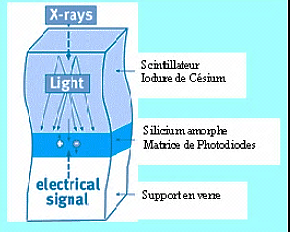 X-rays
Scintillateur
Iodure de Césium
Light
Silicium amorphe
Matrice de Photodiodes
electrical
signal
Support en verre